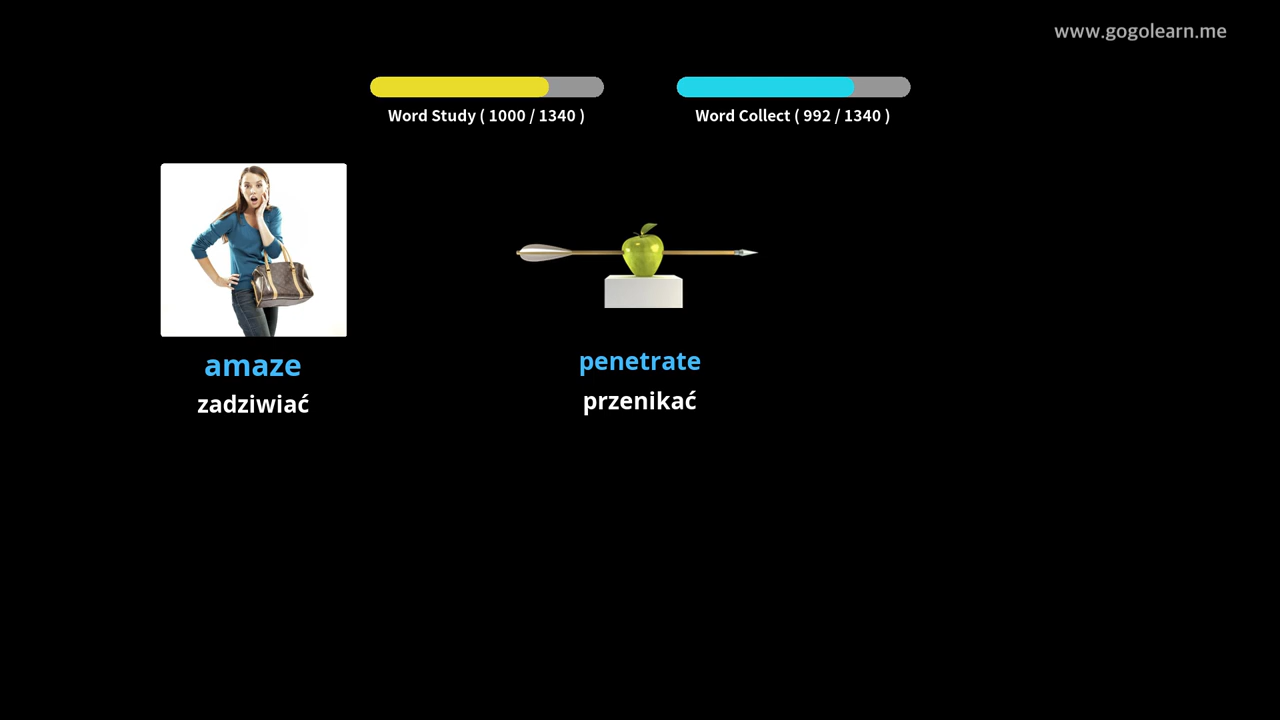 www.gogolearn.me
Word Study ( 1000 / 1340 )
Word Collect ( 992 / 1340 )
amaze
zadziwiać
penetrate
przenikać